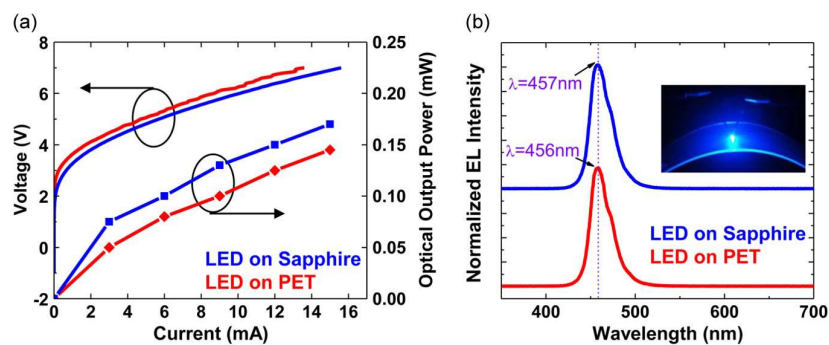 (a)
7
6
4
2
0
-2
Voltage (V)
0 2 4 6 8 10 12 14 16
Current (mA)
0.25
0.20
0.15
0.10
0.05
0.00
Optical Output Power (mW)
LED on Sapphire
LED on PET
(b)
Normalized EL Intensity
λ=457nm
λ=456nm
LED on Sapphire
LED on PET
400 500 600 700
Wavelength (nm)